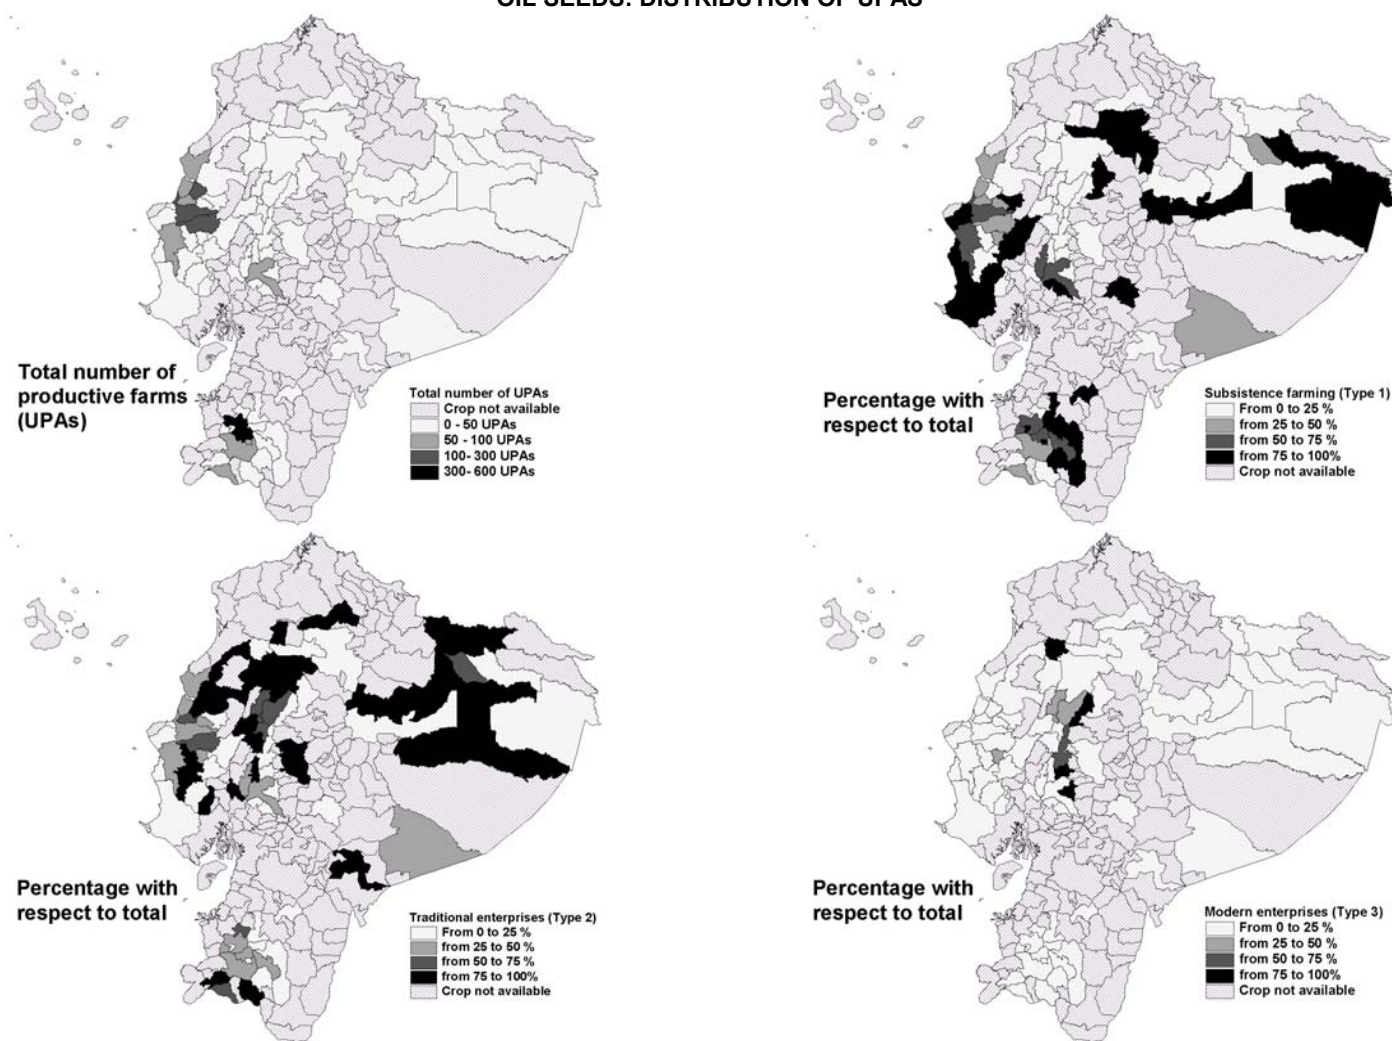 OIL SEEDS: DISTRIBUTION OF UPAS
Total number of
productive farms
(UPAs)
Total number of UPAs
Crop not available
0 - 50 UPAs
50 - 100 UPAs
100- 300 UPAs
300- 600 UPAs
Percentage with
respect to total
Subsistence farming (Type 1)
From 0 to 25 %
from 25 to 50 %
from 50 to 75 %
from 75 to 100%
Crop not available
Percentage with
respect to total
Traditional enterprises (Type 2)
From 0 to 25 %
from 25 to 50 %
from 50 to 75 %
from 75 to 100%
Crop not available
Percentage with
respect to total
Modern enterprises (Type 3)
From 0 to 25 %
from 25 to 50 %
from 50 to 75 %
from 75 to 100%
Crop not available